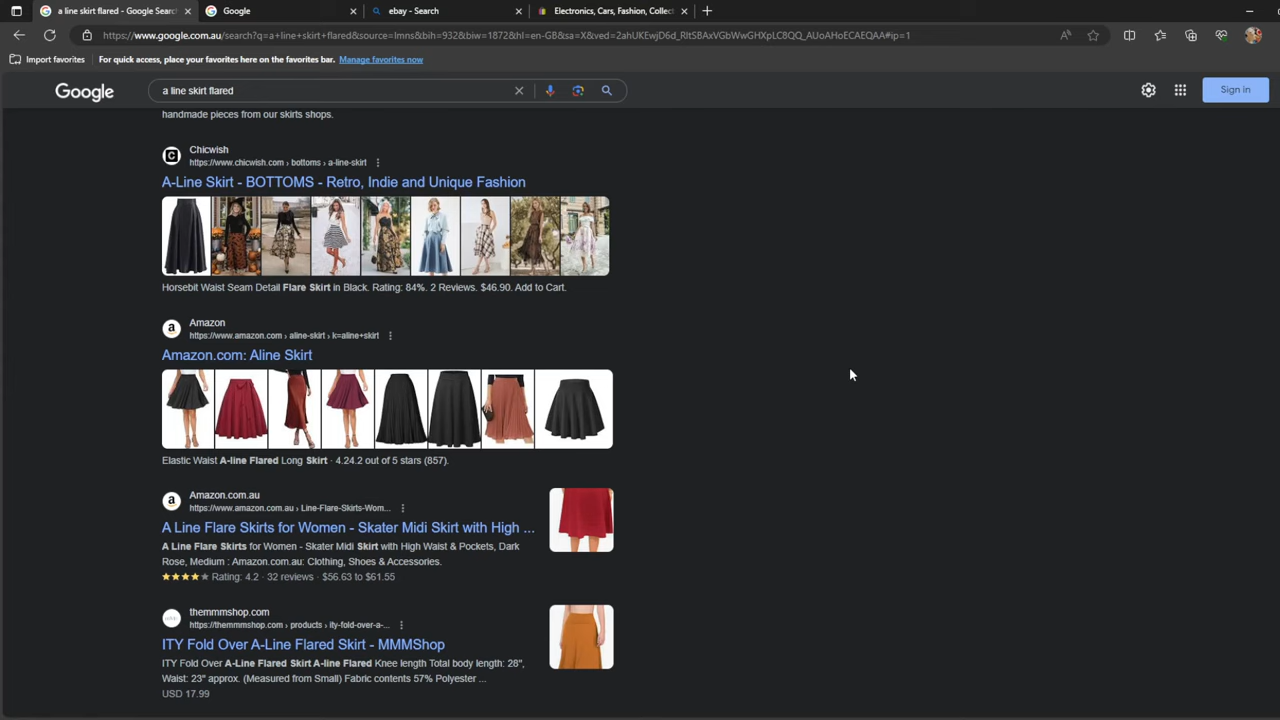 a line skirt flared - Google Searc
Google
ebay - Search
Electronics, Cars, Fashion, Collect
https://www.google.com.au/search?q=a+line+skirt+flared&source=lmns&bih=932&biw=1872&hl=en-GB&sa=X&ved=2ahUKEwjD6d_RltSBAxVGbWwGHXpLC8QQ_AUoAHoECAEQAA#ip=1
Import favorites
For quick access, place your favorites here on the favorites bar. Manage favorites now
Google
a line skirt flared
Sign in
handmade pieces from our skirts shops.
Chicwish
https://www.chicwish.com › bottoms › a-line-skirt
A-Line Skirt - BOTTOMS - Retro, Indie and Unique Fashion
Horsebit Waist Seam Detail Flare Skirt in Black. Rating: 84%. 2 Reviews. $46.90. Add to Cart.
Amazon
https://www.amazon.com › aline-skirt › k=aline+skirt
Amazon.com: Aline Skirt
Elastic Waist A-line Flared Long Skirt · 4.24.2 out of 5 stars (857).
Amazon.com.au
https://www.amazon.com.au › Line-Flare-Skirts-Wom...
A Line Flare Skirts for Women - Skater Midi Skirt with High ...
A Line Flare Skirts for Women - Skater Midi Skirt with High Waist & Pockets, Dark
Rose, Medium : Amazon.com.au: Clothing, Shoes & Accessories.
Rating: 4.2 · 32 reviews · $56.63 to $61.55
themmmshop.com
https://themmmshop.com › products › ity-fold-over-a-...
ITY Fold Over A-Line Flared Skirt - MMMShop
ITY Fold Over A-Line Flared Skirt A-line Flared Knee length Total body length: 28",
Waist: 23" approx. (Measured from Small) Fabric contents 57% Polyester ...
USD 17.99